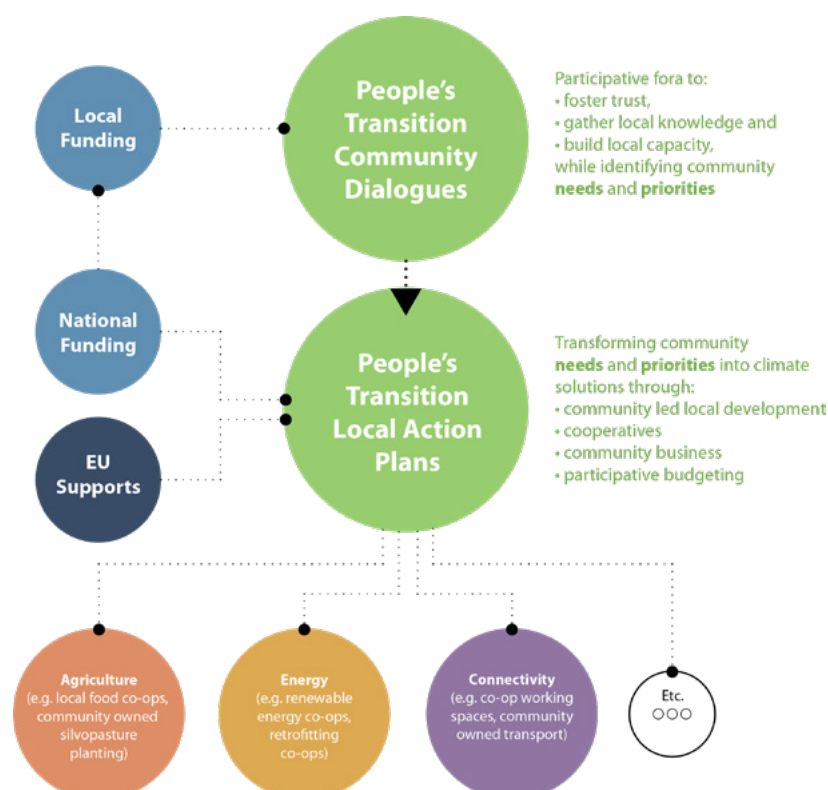 Local
Funding
People’s
Transition
Community
Dialogues
Participative fora to:
• foster trust,
• gather local knowledge and
• build local capacity,
while identifying community
needs and priorities
National
Funding
EU
Supports
People’s
Transition
Local Action
Plans
Transforming community
needs and priorities into climate
solutions through:
• community led local development
• cooperatives
• community business
• participative budgeting
Agriculture
(e.g. local food co-ops,
community owned
silvopasture
planting)
Energy
(e.g. renewable
energy co-ops,
retrofitting
co-ops)
Connectivity
(e.g. co-op working
spaces, community
owned transport)
Etc.